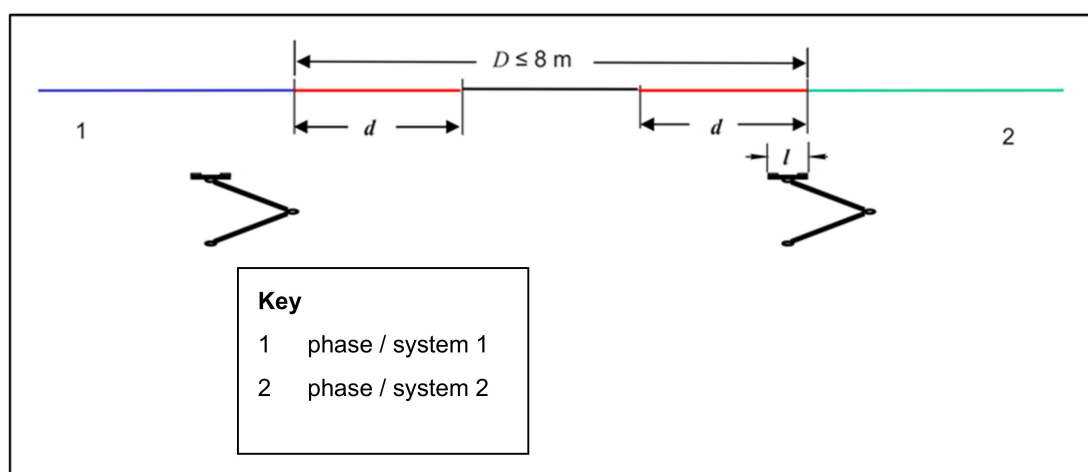 D ≤ 8 m
d
d
1
2
l
Key
1 phase / system 1
2 phase / system 2